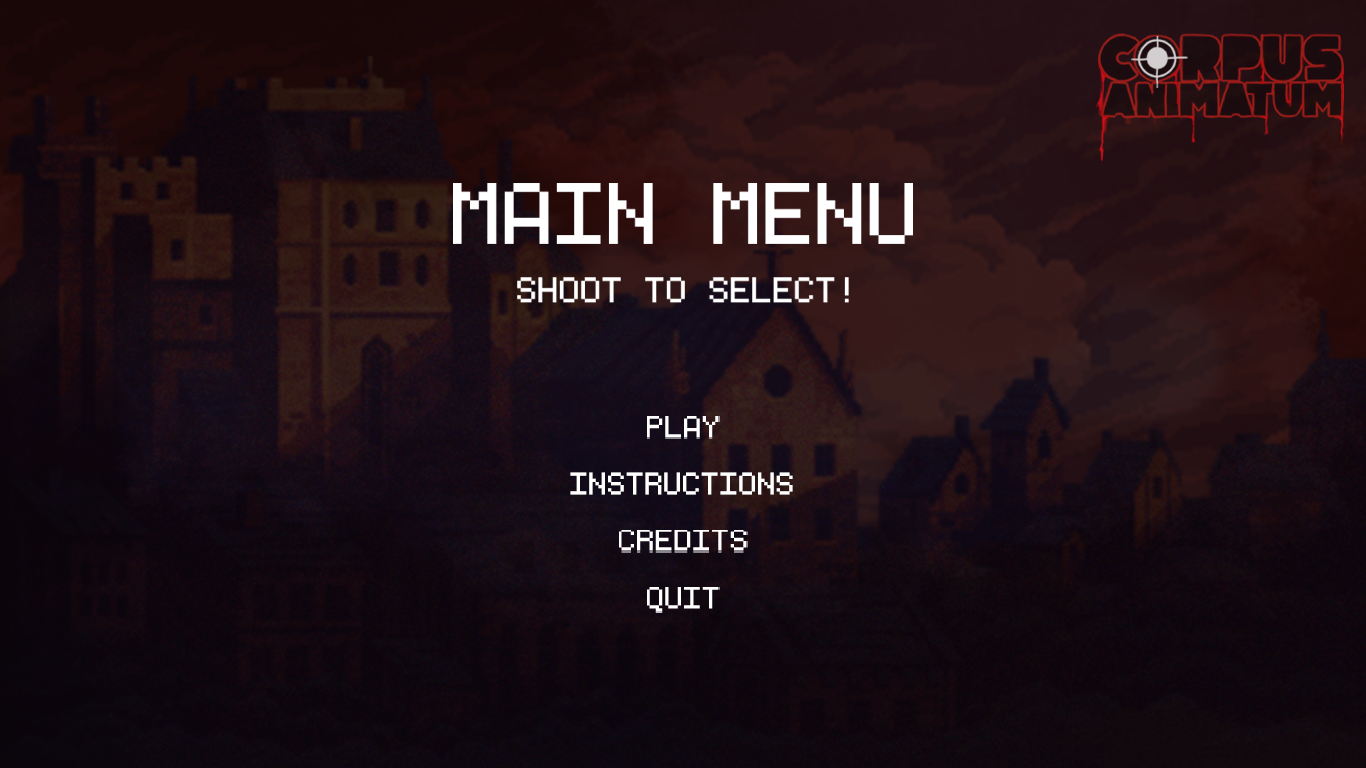 CORPUS
ANIMATUM
MAIN MENU
SHOOT TO SELECT!
PLAY
INSTRUCTIONS
CREDITS
QUIT